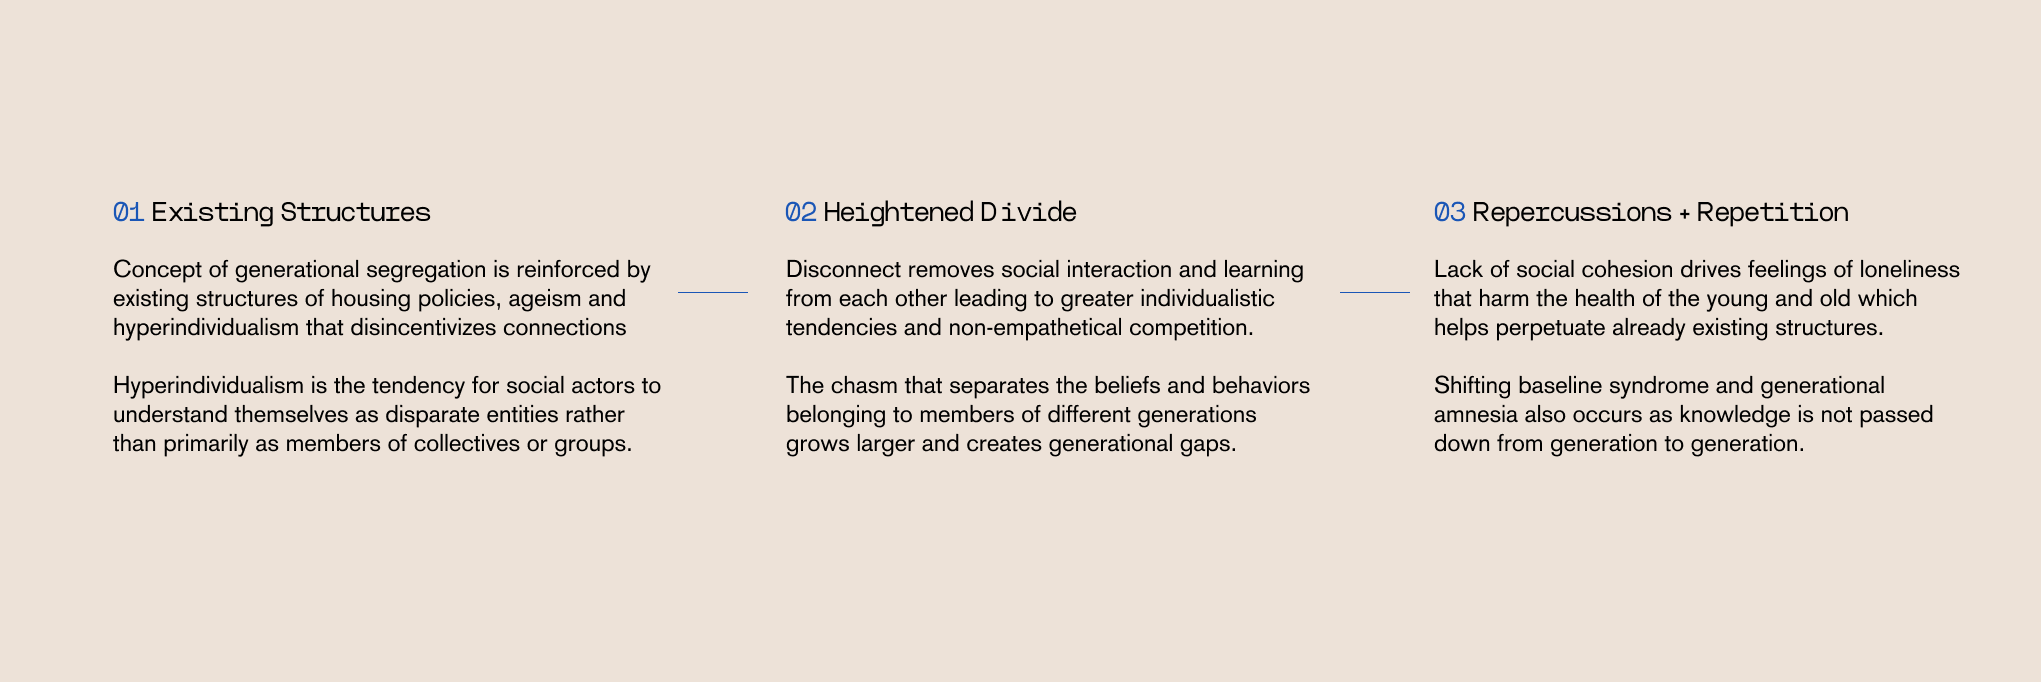 01 Existing Structures
Concept of generational segregation is reinforced by
existing structures of housing policies, ageism and
hyperindividualism that disincentivizes connections
Hyperindividualism is the tendency for social actors to
understand themselves as disparate entities rather
than primarily as members of collectives or groups.
02 Heightened Divide
Disconnect removes social interaction and learning
from each other leading to greater individualistic
tendencies and non-empathetical competition.
The chasm that separates the beliefs and behaviors
belonging to members of different generations
grows larger and creates generational gaps.
03 Repercussions + Repetition
Lack of social cohesion drives feelings of loneliness
that harm the health of the young and old which
helps perpetuate already existing structures.
Shifting baseline syndrome and generational
amnesia also occurs as knowledge is not passed
down from generation to generation.